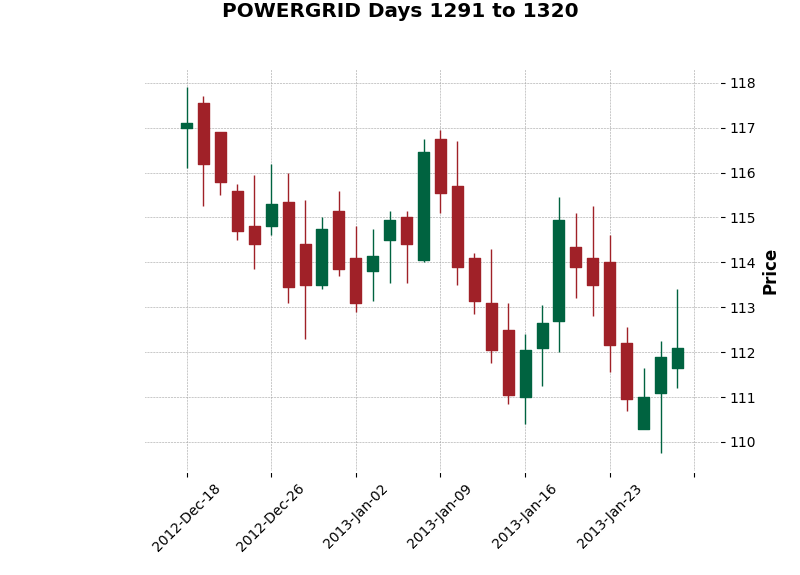 POWERGRID Days 1291 to 1320
118
117
116
115
114
113
112
111
110
Price
2012-Dec-18
2012-Dec-26
2013-Jan-02
2013-Jan-09
2013-Jan-16
2013-Jan-23